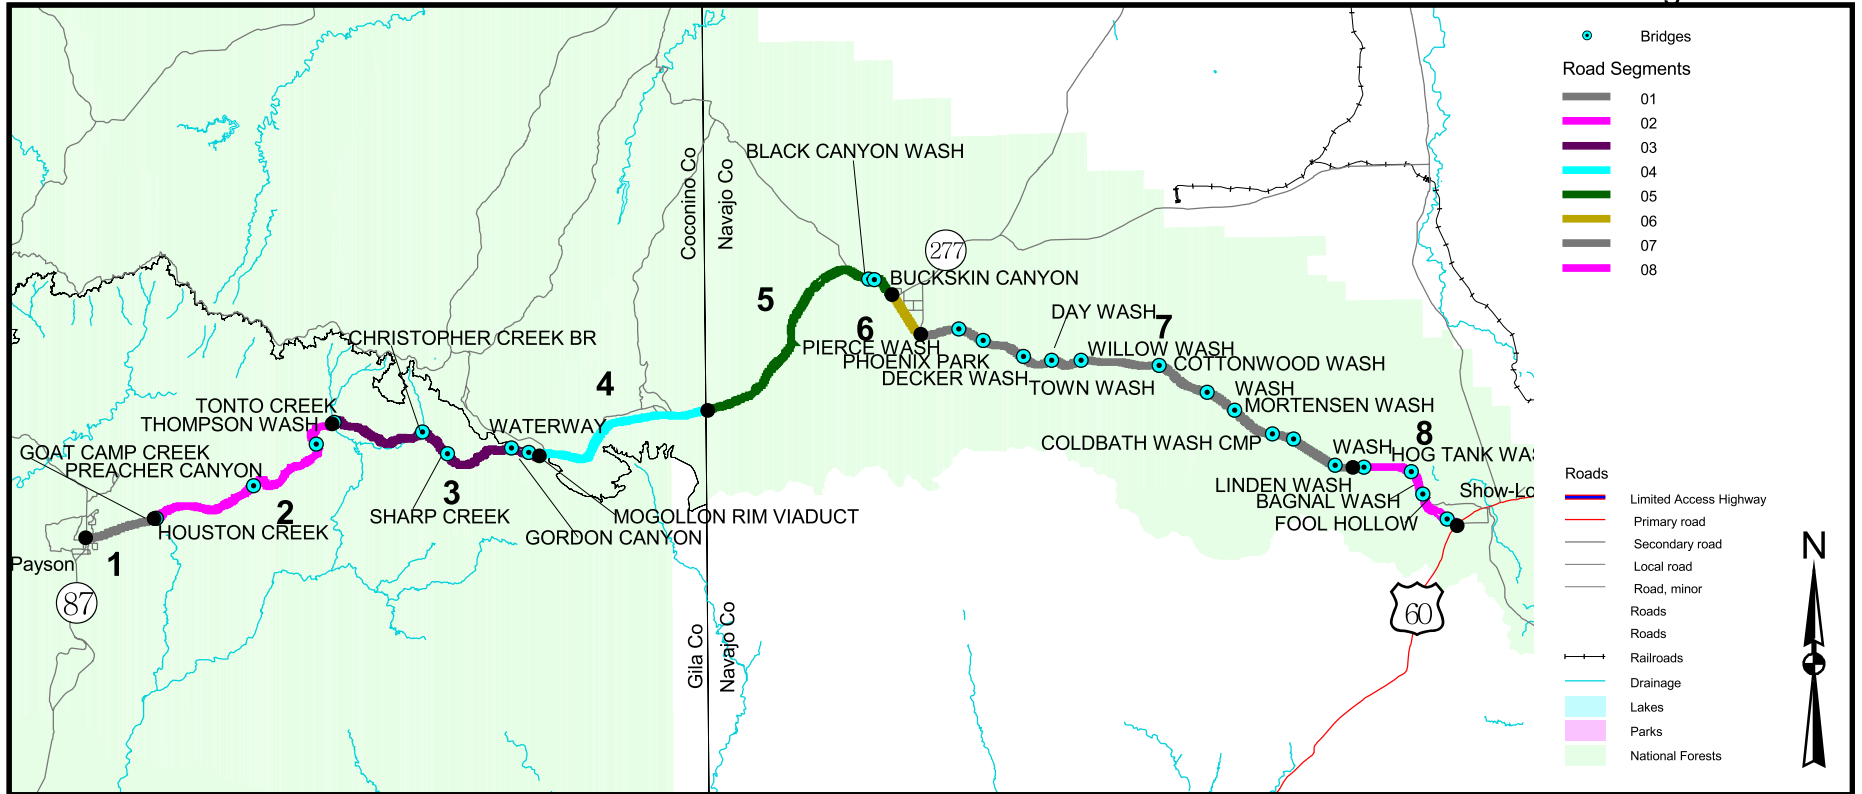 Bridges
Road Segments
01
02
03
04
05
06
07
08
BLACK CANYON WASH
Coconino Co
Navajo Co
277
BUCKSKIN CANYON
5
6
DAY WASH
7
CHRISTOPHER CREEK BR
PIERCE WASH
WILLOW WASH
PHOENIX PARK
COTTONWOOD WASH
DECKER WASH
TOWN WASH
WASH
4
TONTO CREEK
MORTENSEN WASH
THOMPSON WASH
WATERWAY
8
COLDBATH WASH CMP
WASH
GOAT CAMP CREEK
HOG TANK WAS
PREACHER CANYON
3
LINDEN WASH
Show-Lo
2
BAGNAL WASH
SHARP CREEK
MOGOLLON RIM VIADUCT
FOOL HOLLOW
HOUSTON CREEK
GORDON CANYON
Payson
1
87
60
Gila Co
Navajo Co
Roads
Limited Access Highway
Primary road
Secondary road
Local road
Road, minor
Roads
Roads
Railroads
Drainage
Lakes
Parks
National Forests
N